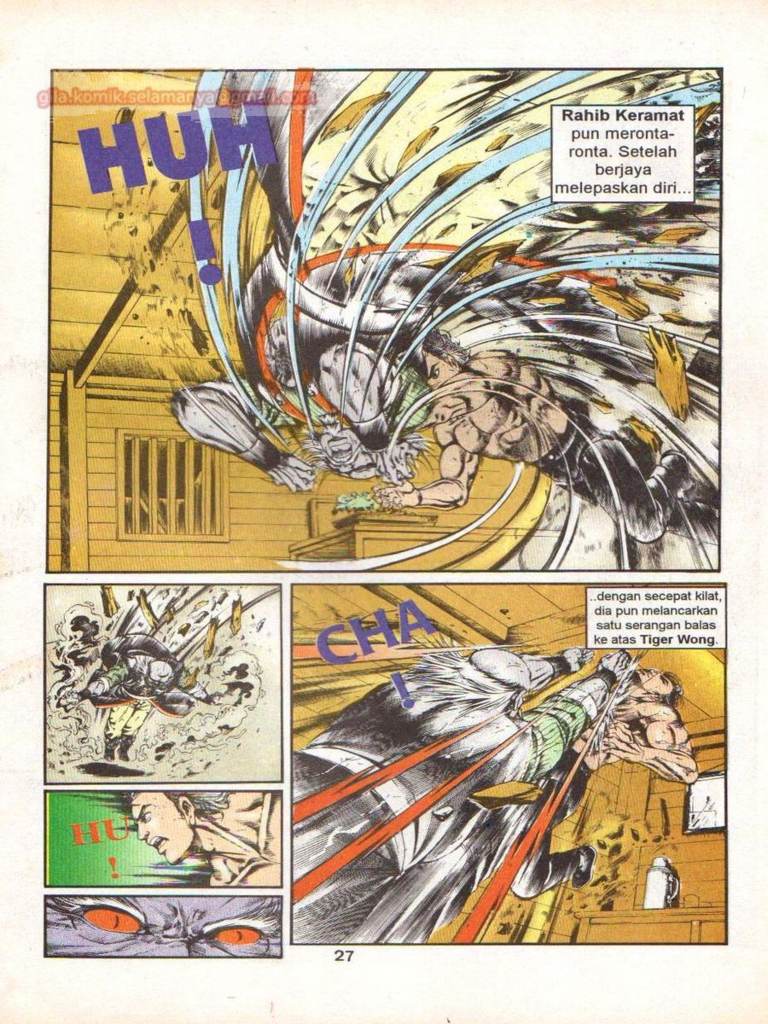 gila.komik.selamanya@gmail.com
HUH
!
Rahib Keramat
pun meronta-
ronta. Setelah
berjaya
melepaskan diri...
HU
!
CHA
!
..dengan secepat kilat,
dia pun melancarkan
satu serangan balas
ke atas Tiger Wong.
27